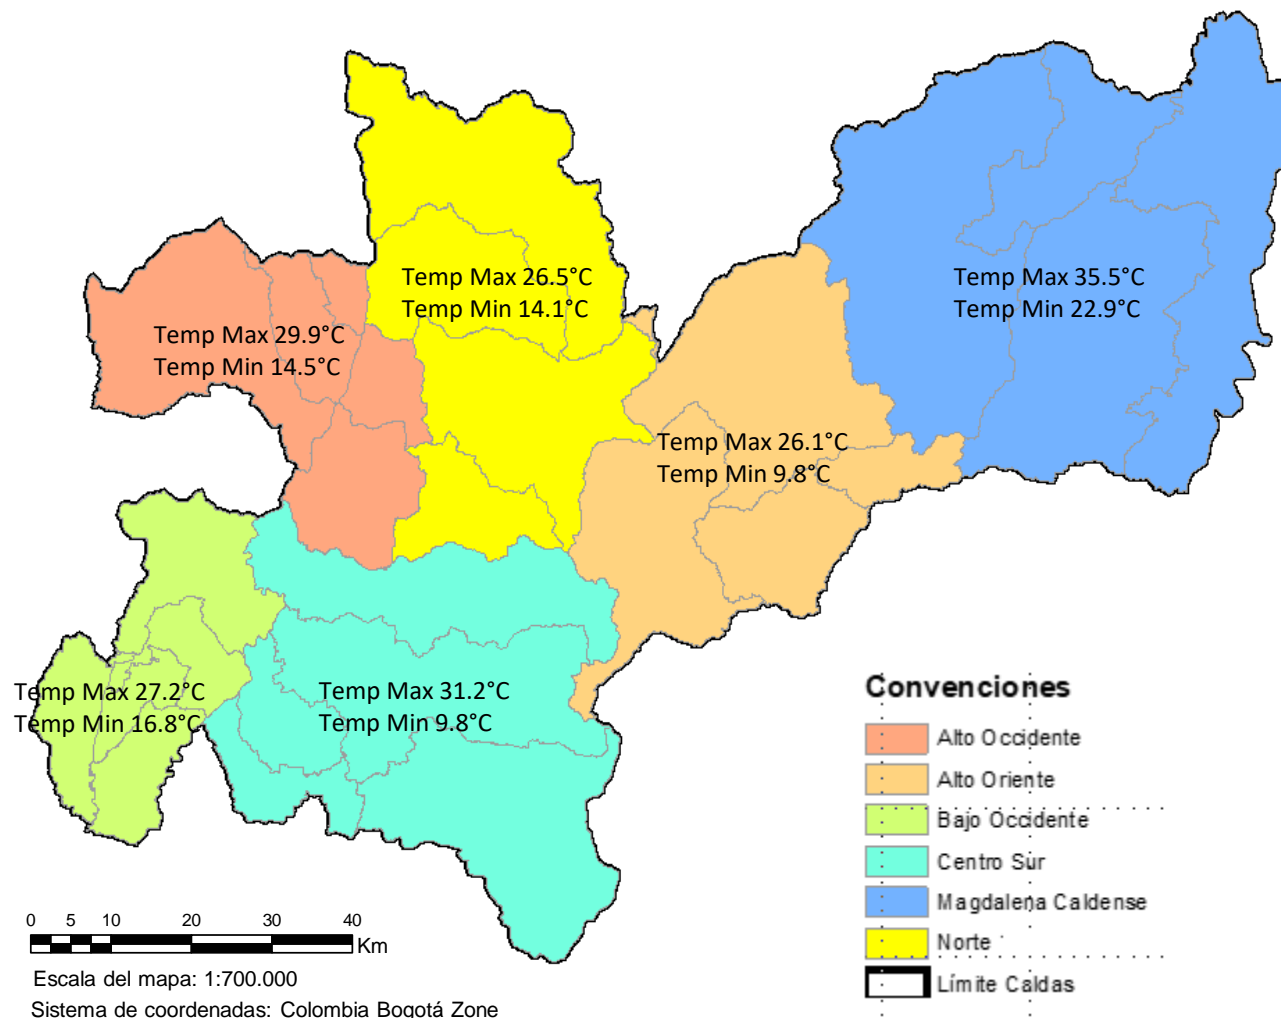 Temp Max 26.5°C
Temp Min 14.1°C
Temp Max 35.5°C
Temp Min 22.9°C
Temp Max 29.9°C
Temp Min 14.5°C
Temp Max 26.1°C
Temp Min 9.8°C
Temp Max 27.2°C
Temp Min 16.8°C
Temp Max 31.2°C
Temp Min 9.8°C
Convenciones
Alto Occidente
Alto Oriente
Bajo Occidente
Centro Sur
Magdalena Caldense
Norte
Límite Caldas
0 5 10 20 30 40
Km
Escala del mapa: 1:700.000
Sistema de coordenadas: Colombia Bogotá Zone